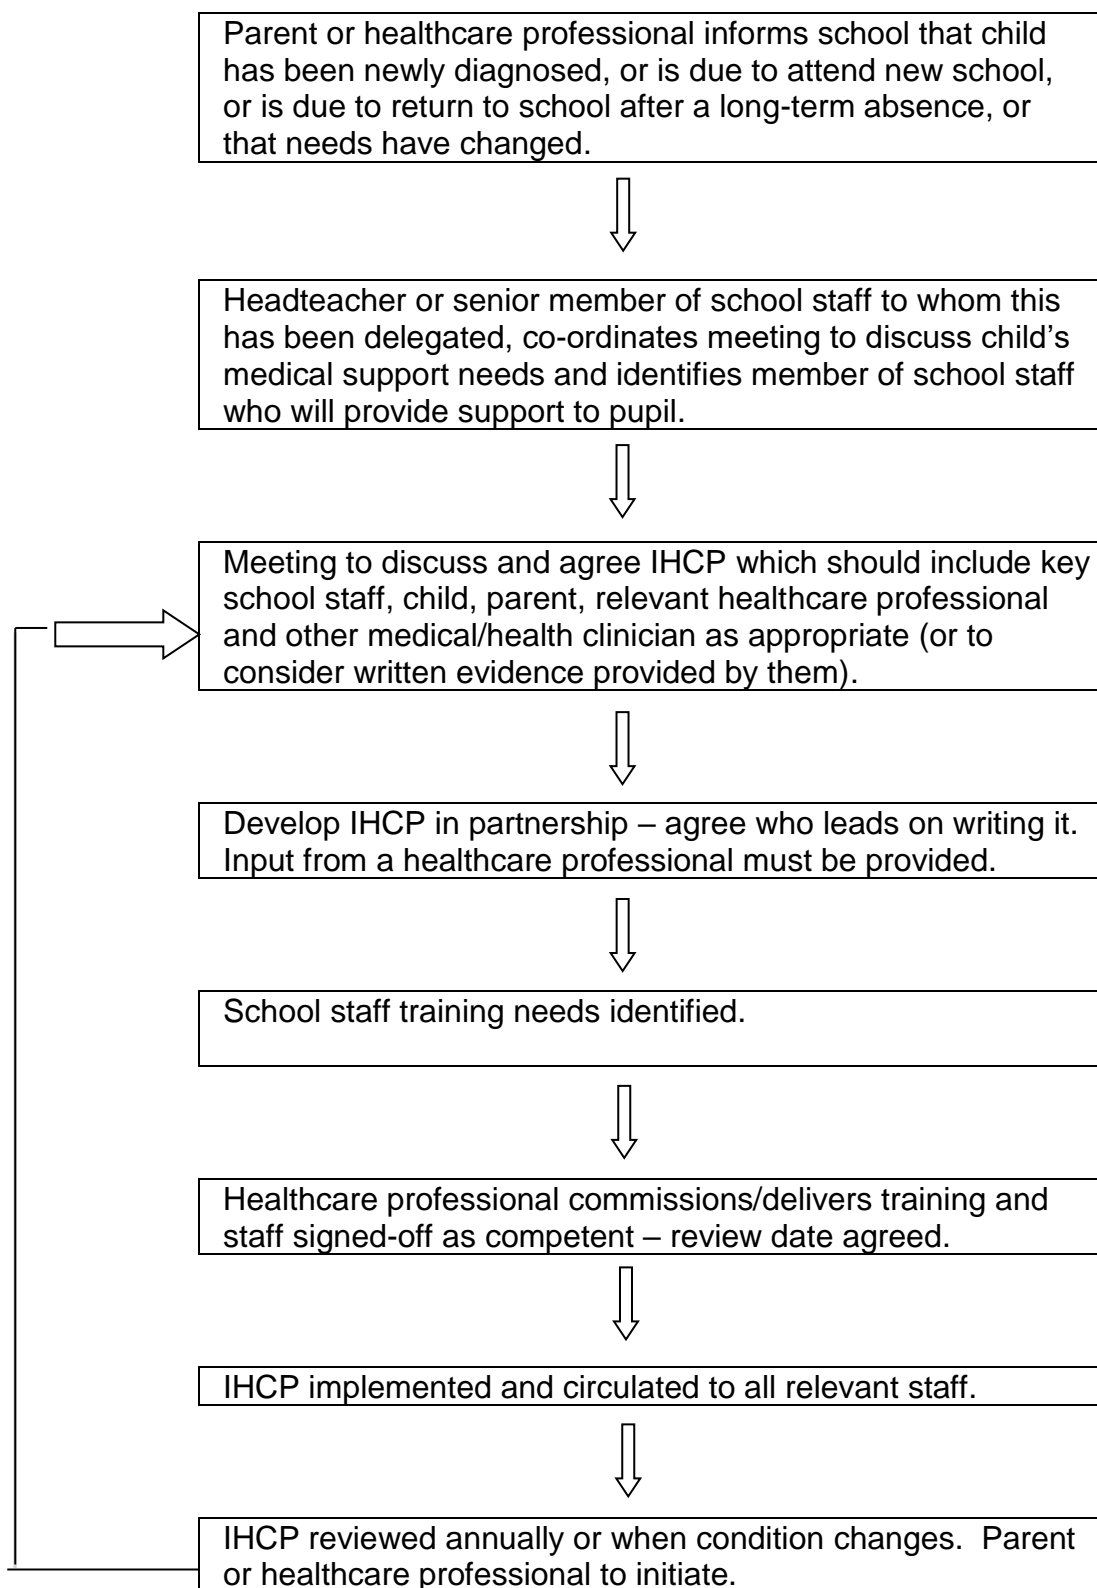 Parent or healthcare professional informs school that child
has been newly diagnosed, or is due to attend new school,
or is due to return to school after a long-term absence, or
that needs have changed.
Headteacher or senior member of school staff to whom this
has been delegated, co-ordinates meeting to discuss child’s
medical support needs and identifies member of school staff
who will provide support to pupil.
Meeting to discuss and agree IHCP which should include key
school staff, child, parent, relevant healthcare professional
and other medical/health clinician as appropriate (or to
consider written evidence provided by them).
Develop IHCP in partnership – agree who leads on writing it.
Input from a healthcare professional must be provided.
School staff training needs identified.
Healthcare professional commissions/delivers training and
staff signed-off as competent – review date agreed.
IHCP implemented and circulated to all relevant staff.
IHCP reviewed annually or when condition changes.  Parent
or healthcare professional to initiate.